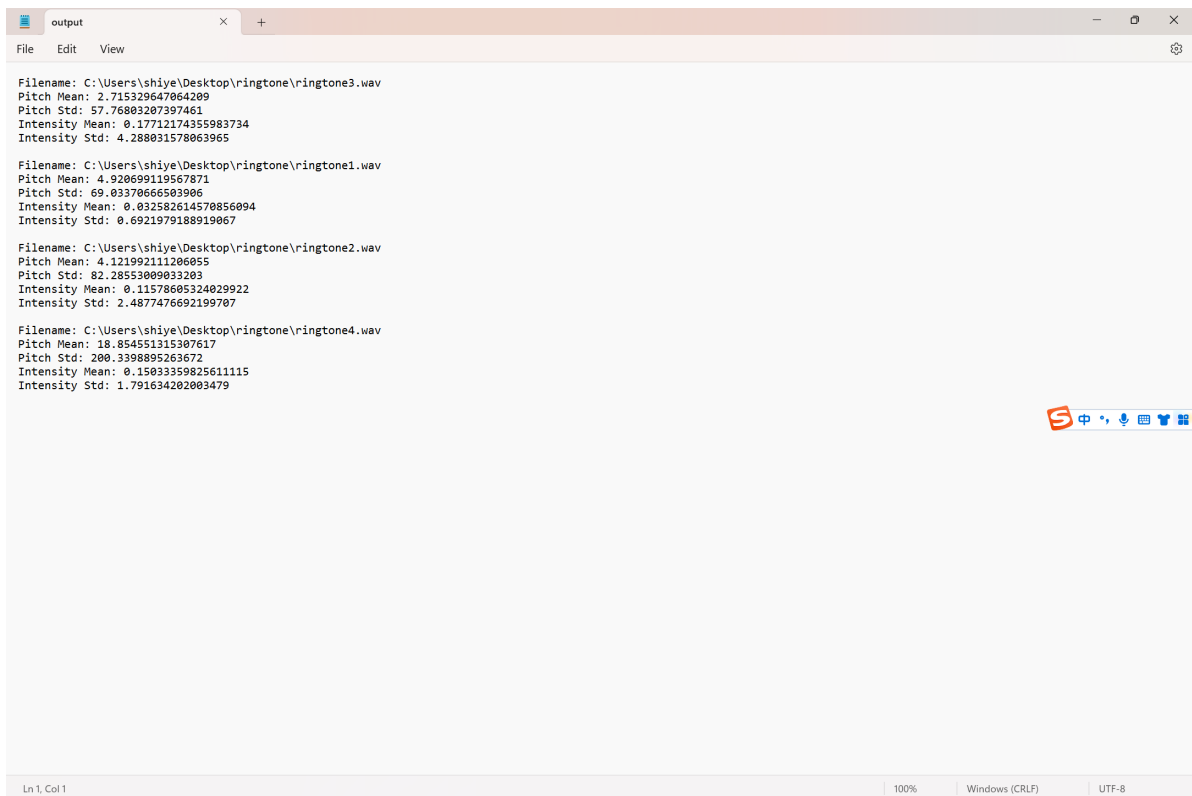 output
File Edit View
Filename: C:\Users\shiye\Desktop\ringtone\ringtone3.wav
Pitch Mean: 2.715329647064209
Pitch Std: 57.76803207397461
Intensity Mean: 0.17712174355983734
Intensity Std: 4.288031578063965
Filename: C:\Users\shiye\Desktop\ringtone\ringtone1.wav
Pitch Mean: 4.920699119567871
Pitch Std: 69.03370666503906
Intensity Mean: 0.032582614570856094
Intensity Std: 0.6921979188919067
Filename: C:\Users\shiye\Desktop\ringtone\ringtone2.wav
Pitch Mean: 4.121992111206055
Pitch Std: 82.28553009033203
Intensity Mean: 0.11578605324029922
Intensity Std: 2.4877476692199707
Filename: C:\Users\shiye\Desktop\ringtone\ringtone4.wav
Pitch Mean: 18.854551315307617
Pitch Std: 200.3398895263672
Intensity Mean: 0.15033359825611115
Intensity Std: 1.791634202003479
S 中
Ln 1, Col 1 100% Windows (CRLF) UTF-8